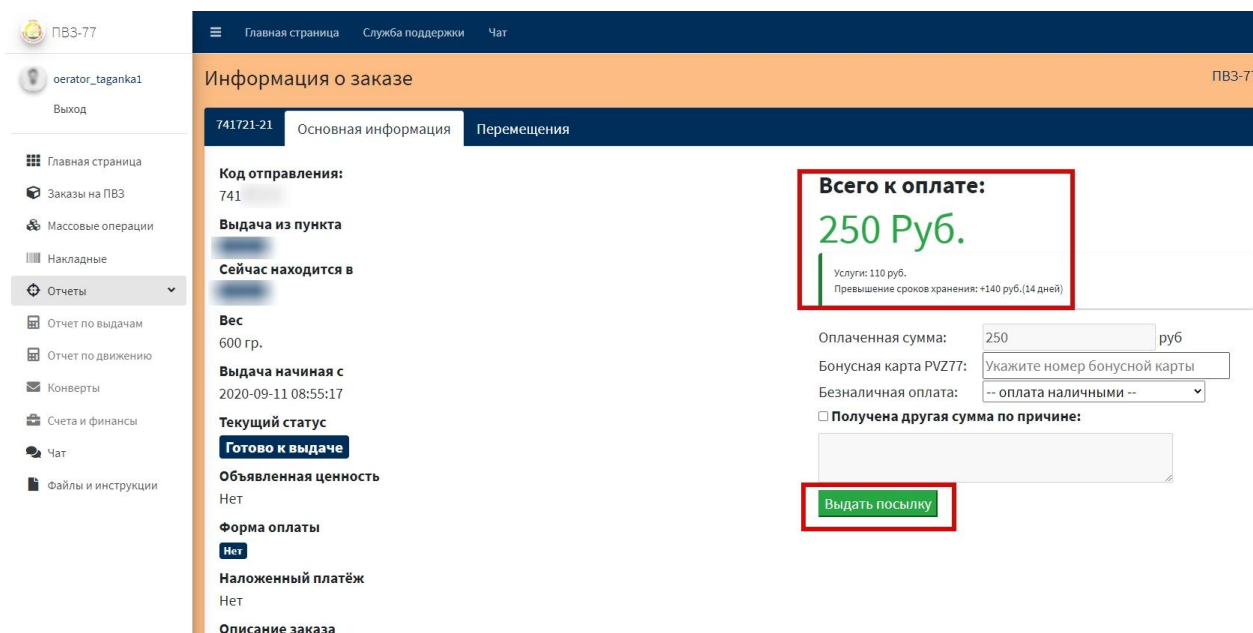 ПВЗ-77
oerator_taganka1
Выход
Главная страница
Заказы на ПВЗ
Массовые операции
Накладные
Отчеты
Отчет по выдачам
Отчет по движению
Конверты
Счета и финансы
Чат
Файлы и инструкции
Главная страница Служба поддержки Чат
Информация о заказе
ПВЗ-77
741721-21 Основная информация Перемещения
Код отправления:
741
Выдача из пункта
Сейчас находится в
Вес
600 гр.
Выдача начиная с
2020-09-11 08:55:17
Текущий статус
Готово к выдаче
Объявленная ценность
Нет
Форма оплаты
Нет
Наложенный платёж
Нет
Описание заказа
Всего к оплате:
250 Руб.
Услуги: 110 руб.
Превышение сроков хранения: +140 руб.(14 дней)
Оплаченная сумма: 250 руб
Бонусная карта PVZ77: Укажите номер бонусной карты
Безналичная оплата: -- оплата наличными --
Получена другая сумма по причине:
Выдать посылку